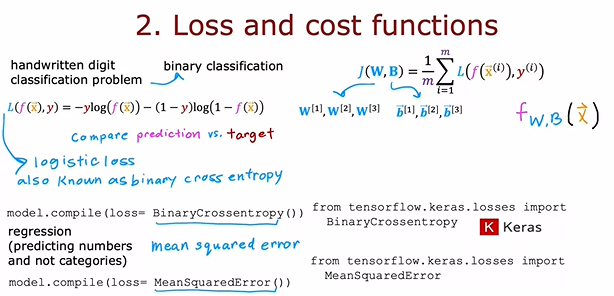 2. Loss and cost functions
handwritten digit
classification problem
binary classification
L(f(x⃗), y) = −ylog(f(x⃗)) − (1 − y)log(1 − f(x⃗))
Compare prediction vs. target
logistic loss
also Known as binary cross entropy
J(W, B) = 1/m ∑ᵢ₌₁ᵐ L(f(x⃗⁽ⁱ⁾), y⁽ⁱ⁾)
W^[1], W^[2], W^[3] b⃗^[1], b⃗^[2], b⃗^[3]
f_W,B(x⃗)
model.compile(loss= BinaryCrossentropy())
from tensorflow.keras.losses import
BinaryCrossentropy
K Keras
regression
(predicting numbers
and not categories)
mean squared error
model.compile(loss= MeanSquaredError())
from tensorflow.keras.losses import
MeanSquaredError